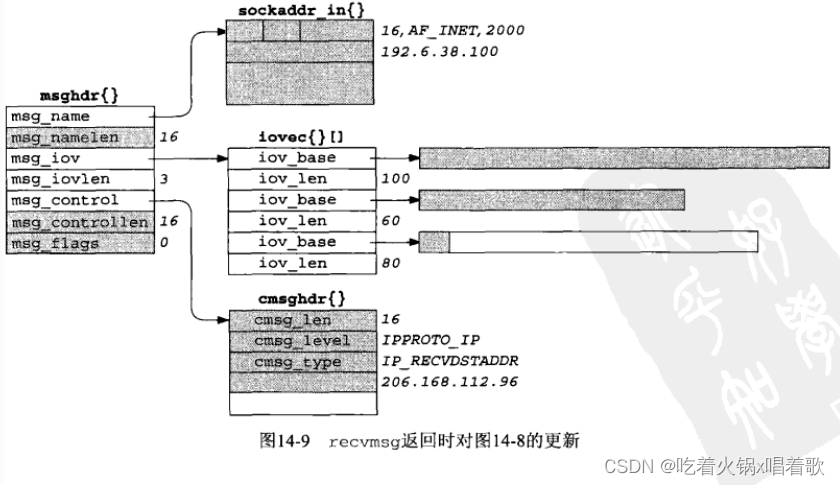 sockaddr_in{}
16,AF_INET,2000
192.6.38.100
msghdr{}
msg_name
msg_namelen 16
msg_iov
msg_iovlen 3
msg_control
msg_controllen 16
msg_flags 0
iovec{}[]
iov_base
iov_len 100
iov_base
iov_len 60
iov_base
iov_len 80
cmsghdr{}
cmsg_len 16
cmsg_level IPPROTO_IP
cmsg_type IP_RECVDSTADDR
206.168.112.96
图14-9 recvmsg返回时对图14-8的更新
CSDN @吃着火锅x唱着歌